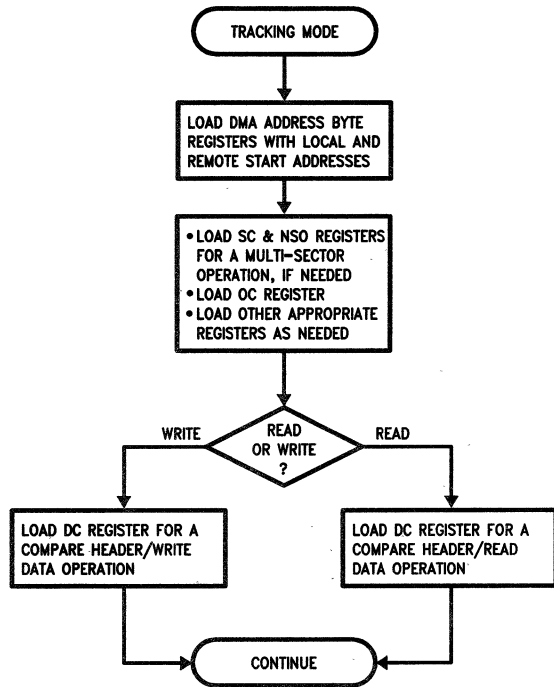 TRACKING MODE
LOAD DMA ADDRESS BYTE
REGISTERS WITH LOCAL AND
REMOTE START ADDRESSES
• LOAD SC & NSO REGISTERS
FOR A MULTI-SECTOR
OPERATION, IF NEEDED
• LOAD OC REGISTER
• LOAD OTHER APPROPRIATE
REGISTERS AS NEEDED
WRITE
READ
OR WRITE
?
READ
LOAD DC REGISTER FOR A
COMPARE HEADER/WRITE
DATA OPERATION
LOAD DC REGISTER FOR A
COMPARE HEADER/READ
DATA OPERATION
CONTINUE